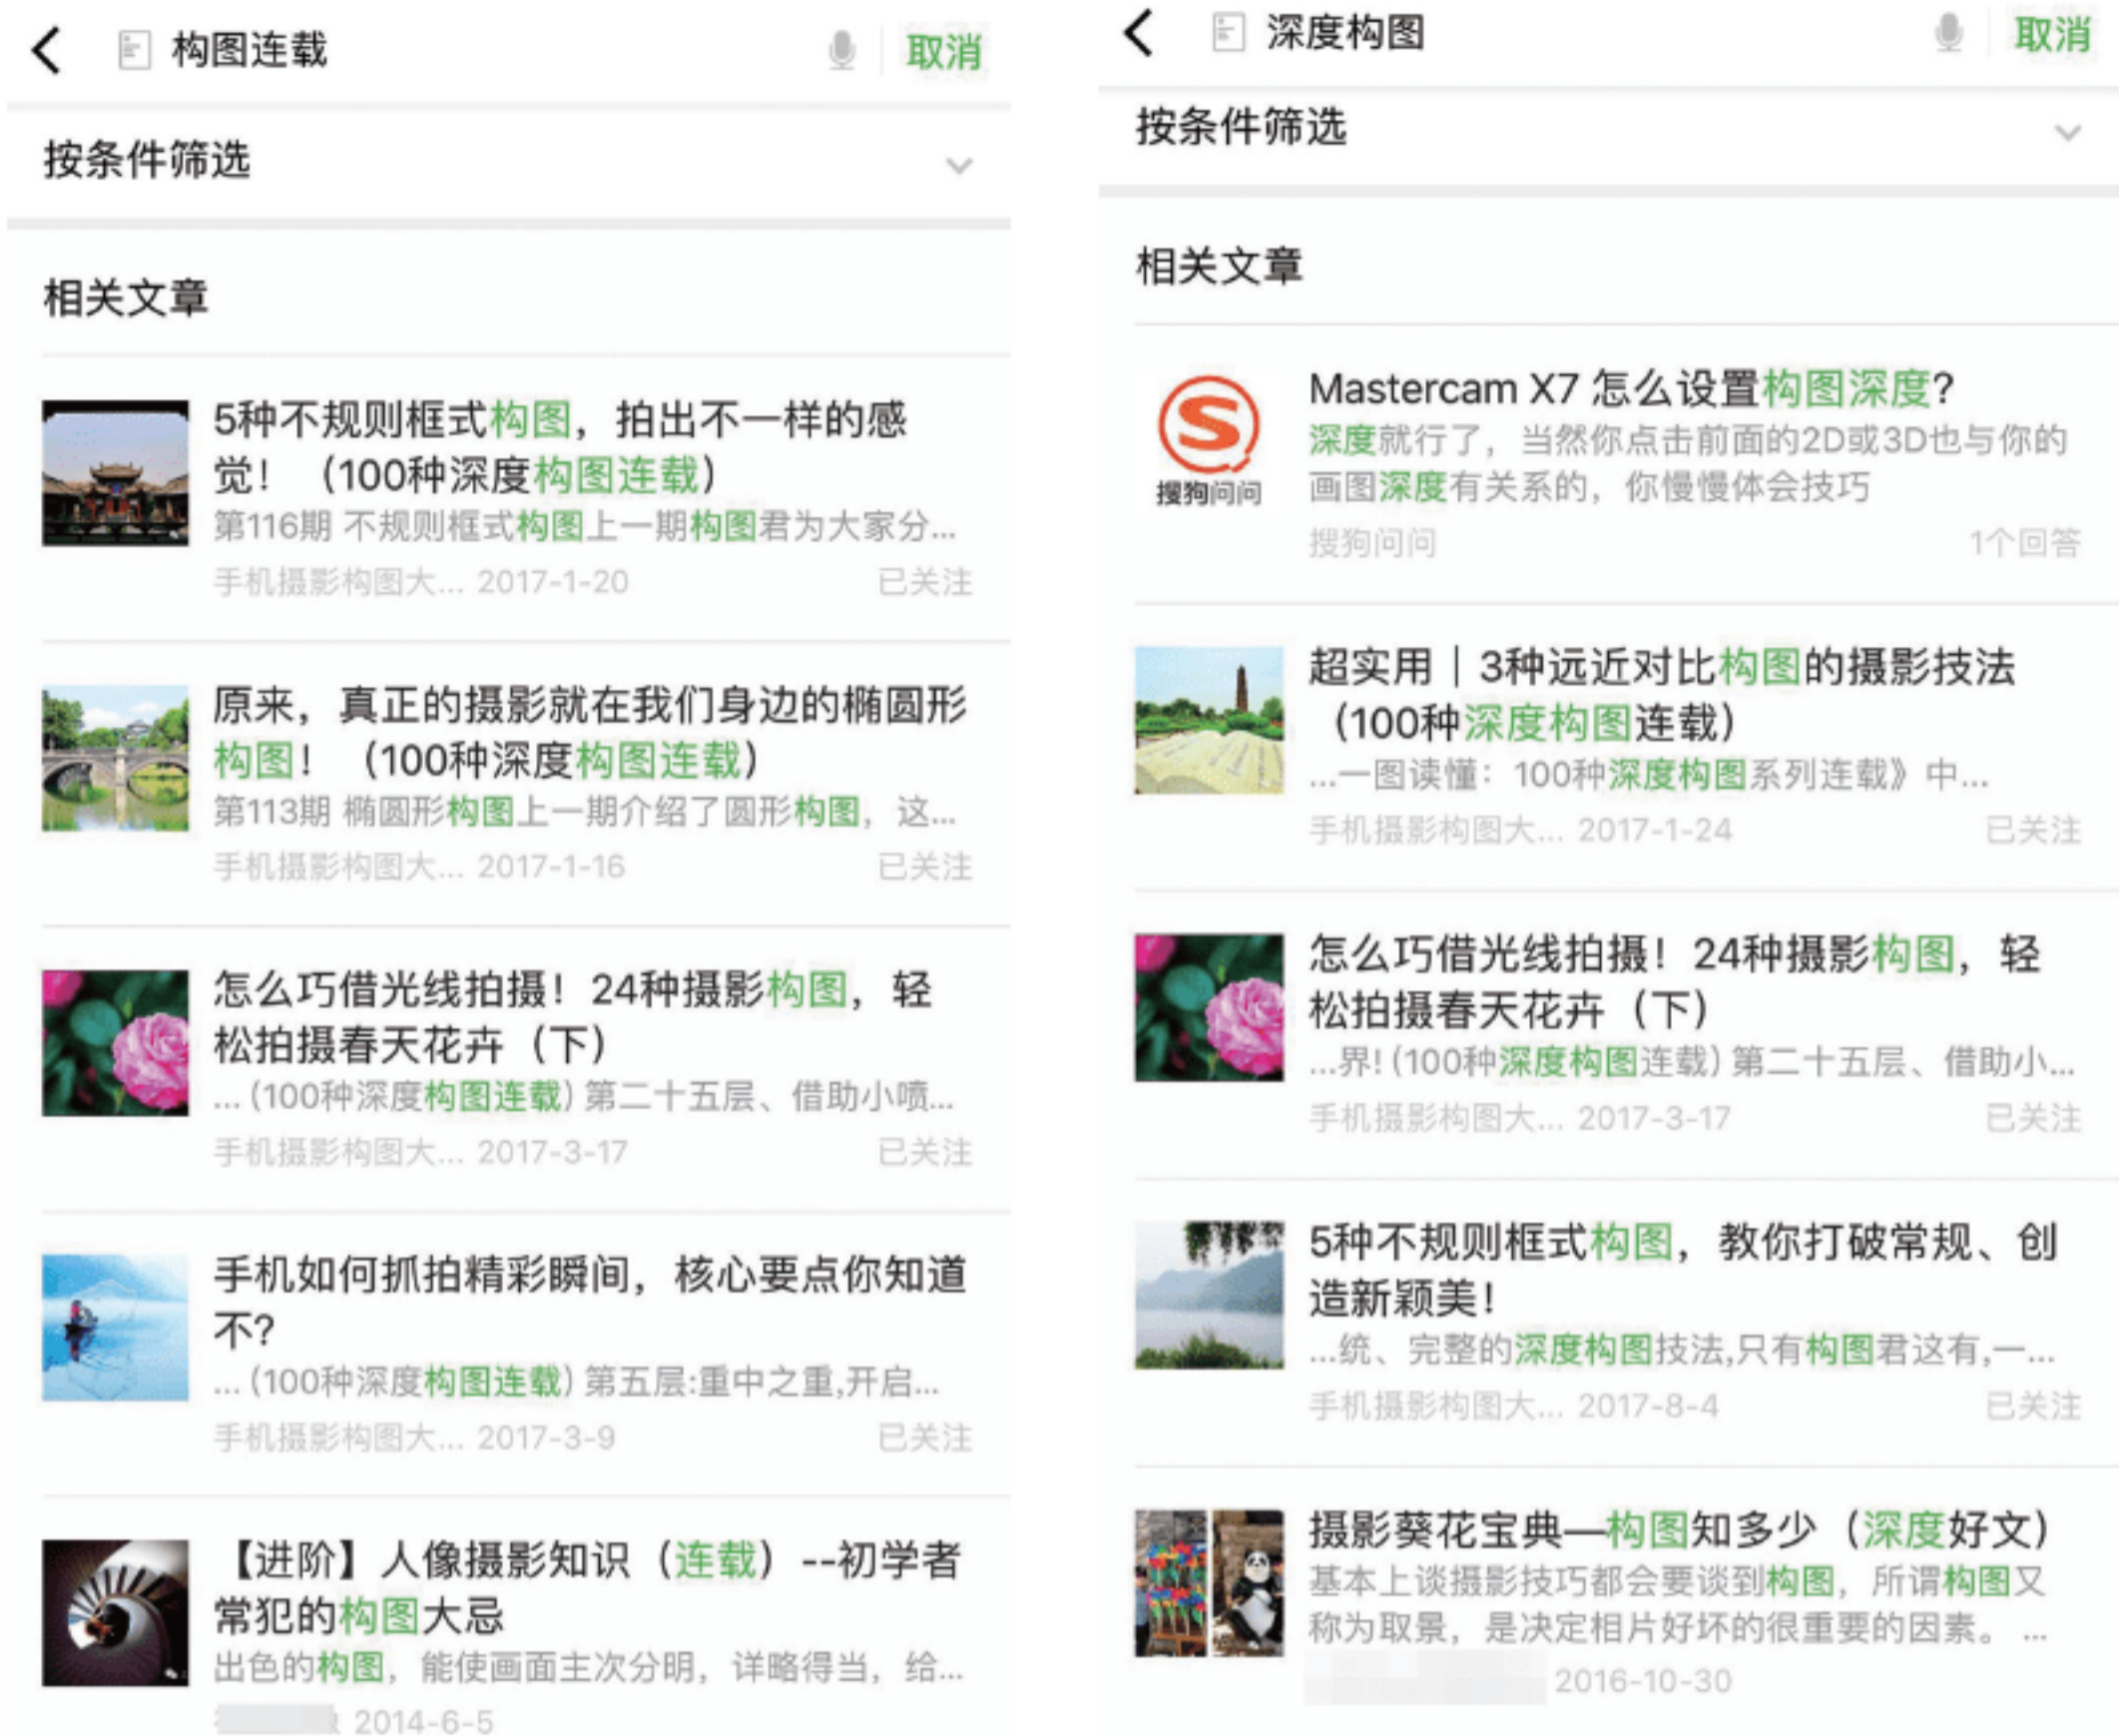 构图连载
取消
按条件筛选
相关文章
5种不规则框式构图，拍出不一样的感
觉！（100种深度构图连载）
第116期 不规则框式构图上一期构图君为大家分...
手机摄影构图大... 2017-1-20
已关注
原来，真正的摄影就在我们身边的椭圆形
构图！（100种深度构图连载）
第113期 椭圆形构图上一期介绍了圆形构图，这...
手机摄影构图大... 2017-1-16
已关注
怎么巧借光线拍摄！24种摄影构图，轻
松拍摄春天花卉（下）
... (100种深度构图连载) 第二十五层、借助小喷...
手机摄影构图大... 2017-3-17
已关注
手机如何抓拍精彩瞬间，核心要点你知道
不?
... (100种深度构图连载) 第五层:重中之重,开启...
手机摄影构图大... 2017-3-9
已关注
【进阶】人像摄影知识（连载）--初学者
常犯的构图大忌
出色的构图，能使画面主次分明，详略得当，给...
2014-6-5
深度构图
取消
按条件筛选
相关文章
搜狗问问
Mastercam X7 怎么设置构图深度?
深度就行了，当然你点击前面的2D或3D也与你的
画图深度有关系的，你慢慢体会技巧
搜狗问问
1个回答
超实用｜3种远近对比构图的摄影技法
（100种深度构图连载）
...一图读懂：100种深度构图系列连载》中...
手机摄影构图大... 2017-1-24
已关注
怎么巧借光线拍摄！24种摄影构图，轻
松拍摄春天花卉（下）
...界! (100种深度构图连载) 第二十五层、借助小...
手机摄影构图大... 2017-3-17
已关注
5种不规则框式构图，教你打破常规、创
造新颖美！
...统、完整的深度构图技法,只有构图君这有,一...
手机摄影构图大... 2017-8-4
已关注
摄影葵花宝典—构图知多少（深度好文）
基本上谈摄影技巧都会要谈到构图，所谓构图又
称为取景，是决定相片好坏的很重要的因素。 ...
2016-10-30